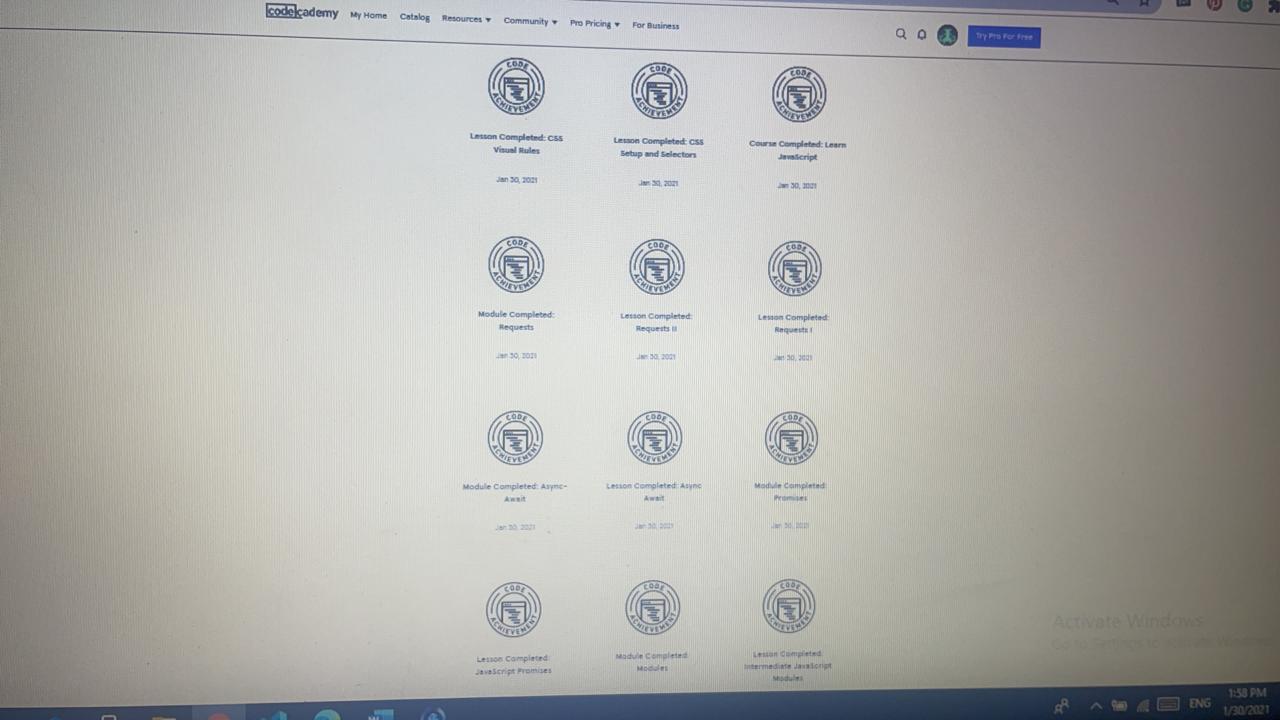 codecademy
My Home
Catalog
Resources
Community
Pro Pricing
For Business
Try Pro For Free
CODE ACHIEVEMENT
CODE ACHIEVEMENT
CODE ACHIEVEMENT
Lesson Completed: CSS
Visual Rules
Jan 30, 2021
Lesson Completed: CSS
Setup and Selectors
Jan 30, 2021
Course Completed: Learn
JavaScript
Jan 30, 2021
CODE ACHIEVEMENT
CODE ACHIEVEMENT
CODE ACHIEVEMENT
Module Completed:
Requests
Jan 30, 2021
Lesson Completed:
Requests II
Jan 30, 2021
Lesson Completed:
Requests I
Jan 30, 2021
CODE ACHIEVEMENT
CODE ACHIEVEMENT
CODE ACHIEVEMENT
Module Completed: Async-
Await
Jan 30, 2021
Lesson Completed: Async
Await
Jan 30, 2021
Module Completed:
Promises
Jan 30, 2021
CODE ACHIEVEMENT
CODE ACHIEVEMENT
CODE ACHIEVEMENT
Lesson Completed:
JavaScript Promises
Module Completed:
Modules
Lesson Completed:
Intermediate JavaScript
Modules
Activate Windows
ENG
1:58 PM
1/30/2021